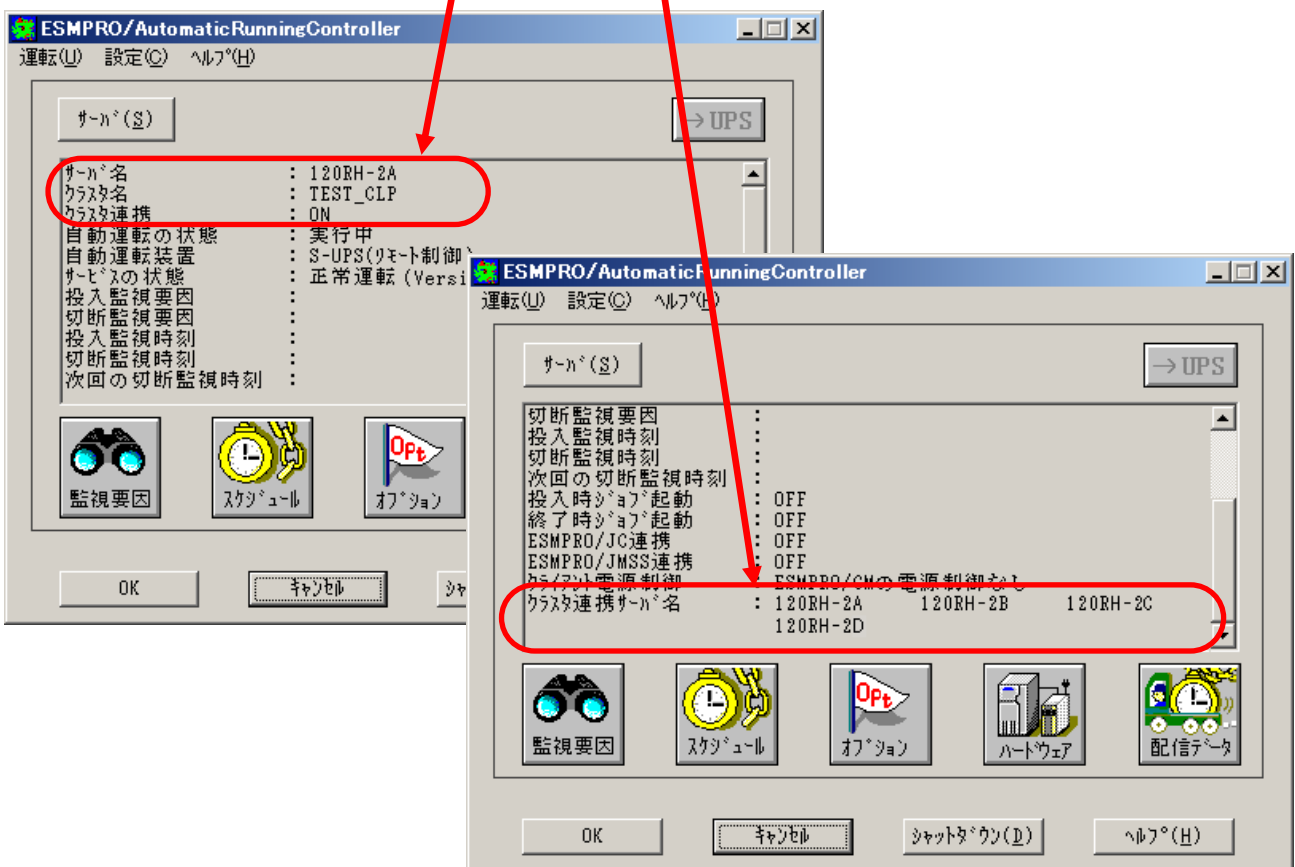 ESMPRO/AutomaticRunningController
運転(U) 設定(C) ﾍﾙﾌﾟ(H)
ｻｰﾊﾞ(S)
→UPS
ｻｰﾊﾞ名 : 120RH-2A
ｸﾗｽﾀ名 : TEST_CLP
ｸﾗｽﾀ連携 : ON
自動運転の状態 : 実行中
自動運転装置 : S-UPS(ﾘﾓｰﾄ制御)
ｻｰﾋﾞｽの状態 : 正常運転 (Versi
投入監視要因 :
切断監視要因 :
投入監視時刻 :
切断監視時刻 :
次回の切断監視時刻 :
監視要因
ｽｹｼﾞｭｰﾙ
ｵﾌﾟｼｮﾝ
OK
ｷｬﾝｾﾙ
ｼｬ
ESMPRO/AutomaticRunningController
運転(U) 設定(C) ﾍﾙﾌﾟ(H)
ｻｰﾊﾞ(S)
→UPS
切断監視要因 :
投入監視時刻 :
切断監視時刻 :
次回の切断監視時刻 :
投入時ｼﾞｮﾌﾞ起動 : OFF
終了時ｼﾞｮﾌﾞ起動 : OFF
ESMPRO/JC連携 : OFF
ESMPRO/JMSS連携 : OFF
ｸﾗｲｱﾝﾄ電源制御 : ESMPRO/CMの電源制御なし
ｸﾗｽﾀ連携ｻｰﾊﾞ名 : 120RH-2A 120RH-2B 120RH-2C
120RH-2D
監視要因
ｽｹｼﾞｭｰﾙ
Opt
ｵﾌﾟｼｮﾝ
ﾊｰﾄﾞｳｪｱ
配信ﾃﾞｰﾀ
OK
ｷｬﾝｾﾙ
ｼｬｯﾄﾀﾞｳﾝ(D)
ﾍﾙﾌﾟ(H)